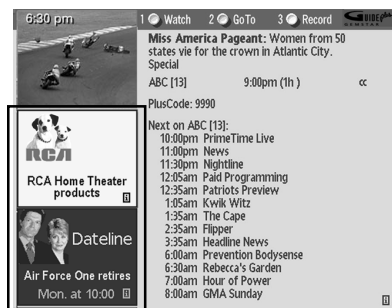 6:30 pm
1 Watch 2 GoTo 3 Record GUIDE Plus
GEMSTAR
Miss America Pageant: Women from 50
states vie for the crown in Atlantic City.
Special
ABC [13] 9:00pm (1h ) cc
PlusCode: 9990
Next on ABC [13]:
10:00pm PrimeTime Live
11:00pm News
11:30pm Nightline
12:05am Paid Programming
12:35am Patriots Preview
1:05am Kwik Witz
1:35am The Cape
2:35am Flipper
3:35am Headline News
6:00am Prevention Bodysense
6:30am Rebecca's Garden
7:00am Hour of Power
8:00am GMA Sunday
i
RCA
RCA Home Theater
products i
Dateline
Air Force One retires
Mon. at 10:00 i